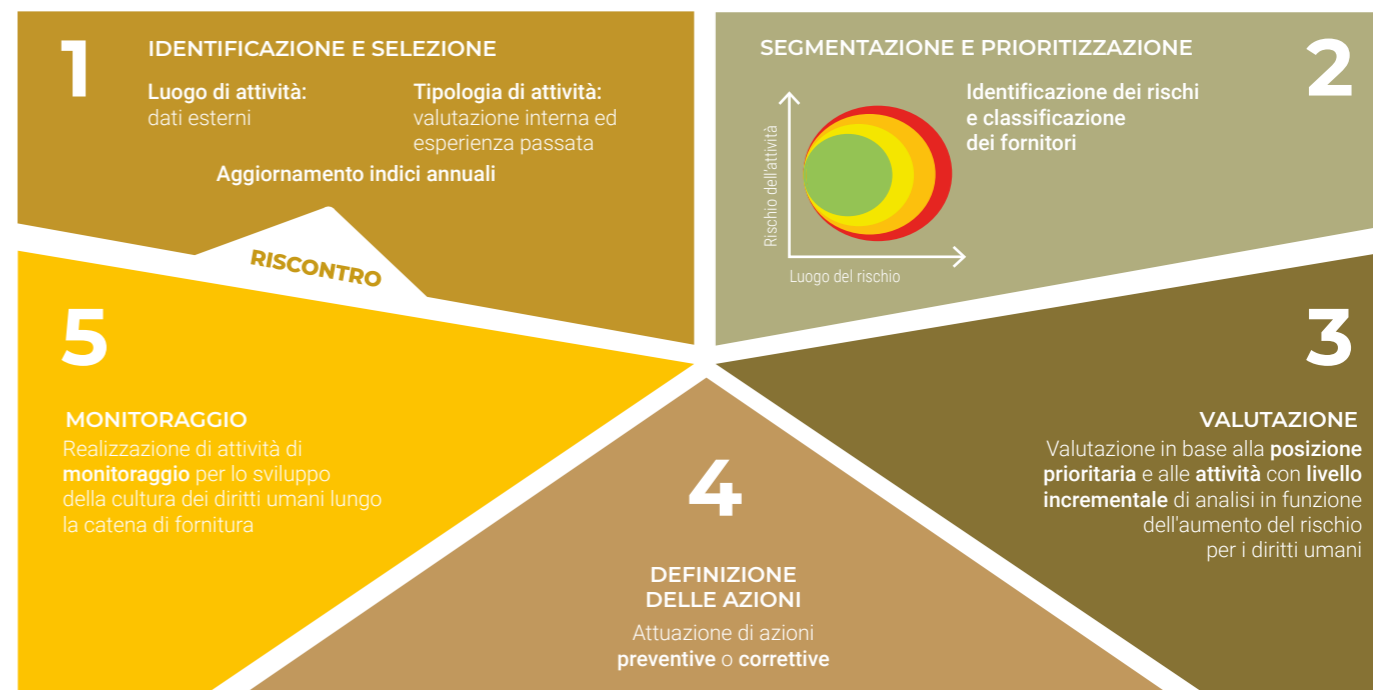 1
IDENTIFICAZIONE E SELEZIONE
Luogo di attività:
dati esterni
Tipologia di attività:
valutazione interna ed
esperienza passata
Aggiornamento indici annuali
RISCONTRO
2
SEGMENTAZIONE E PRIORITIZZAZIONE
Identificazione dei rischi
e classificazione
dei fornitori
Rischio dell'attività
Luogo del rischio
3
VALUTAZIONE
Valutazione in base alla posizione
prioritaria e alle attività con livello
incrementale di analisi in funzione
dell'aumento del rischio
per i diritti umani
4
DEFINIZIONE
DELLE AZIONI
Attuazione di azioni
preventive o correttive
5
MONITORAGGIO
Realizzazione di attività di
monitoraggio per lo sviluppo
della cultura dei diritti umani lungo
la catena di fornitura